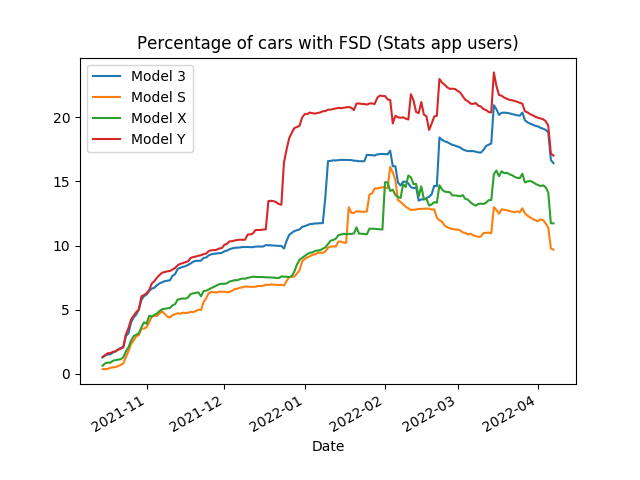 Percentage of cars with FSD (Stats app users)
Model 3
Model S
Model X
Model Y
20
15
10
5
0
2021-11
2021-12
2022-01
2022-02
2022-03
2022-04
Date